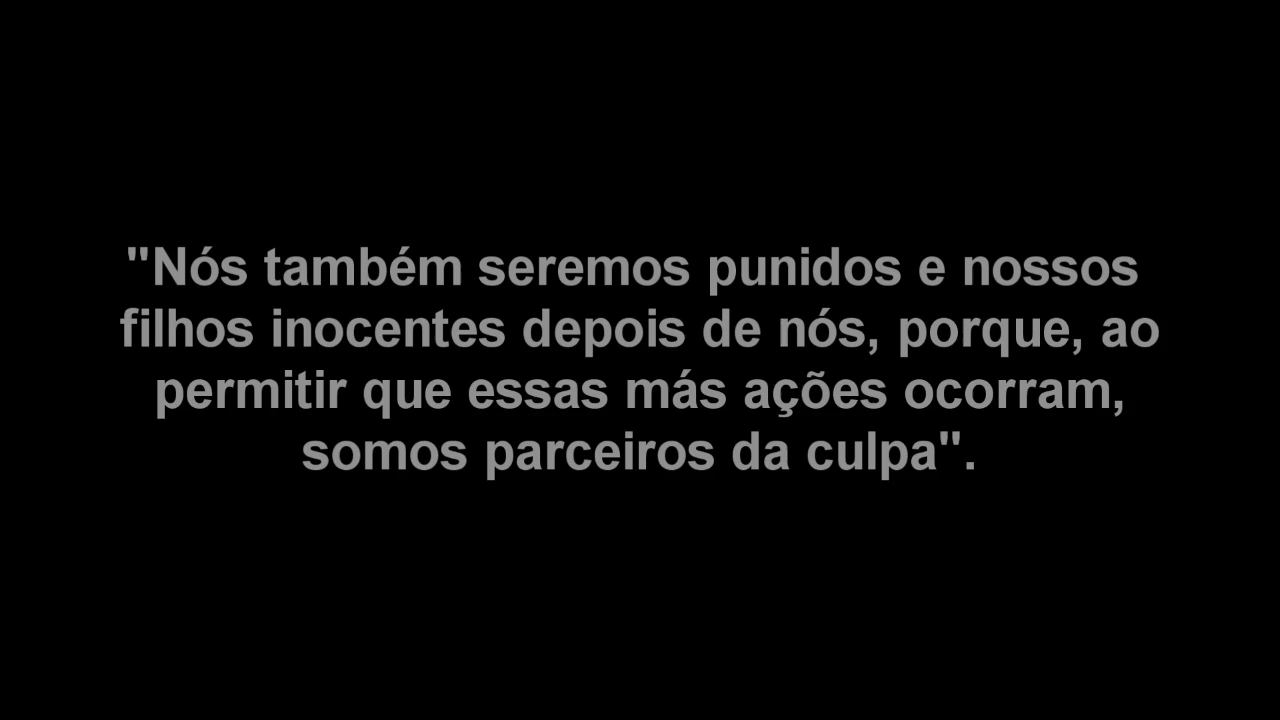 "Nós também seremos punidos e nossos
filhos inocentes depois de nós, porque, ao
permitir que essas más ações ocorram,
somos parceiros da culpa".